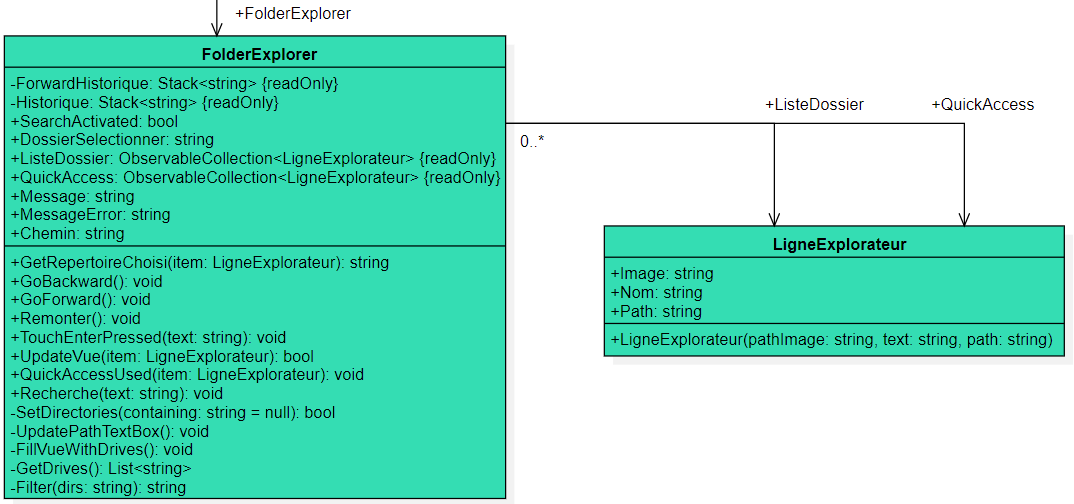 +FolderExplorer
FolderExplorer
-ForwardHistorique: Stack<string> {readOnly}
-Historique: Stack<string> {readOnly}
+SearchActivated: bool
+DossierSelectionner: string
+ListeDossier: ObservableCollection<LigneExplorateur> {readOnly}
+QuickAccess: ObservableCollection<LigneExplorateur> {readOnly}
+Message: string
+MessageError: string
+Chemin: string
+GetRepertoireChoisi(item: LigneExplorateur): string
+GoBackward(): void
+GoForward(): void
+Remonter(): void
+TouchEnterPressed(text: string): void
+UpdateVue(item: LigneExplorateur): bool
+QuickAccessUsed(item: LigneExplorateur): void
+Recherche(text: string): void
-SetDirectories(containing: string = null): bool
-UpdatePathTextBox(): void
-FillVueWithDrives(): void
-GetDrives(): List<string>
-Filter(dirs: string): string
0..*
+ListeDossier
+QuickAccess
LigneExplorateur
+Image: string
+Nom: string
+Path: string
+LigneExplorateur(pathImage: string, text: string, path: string)